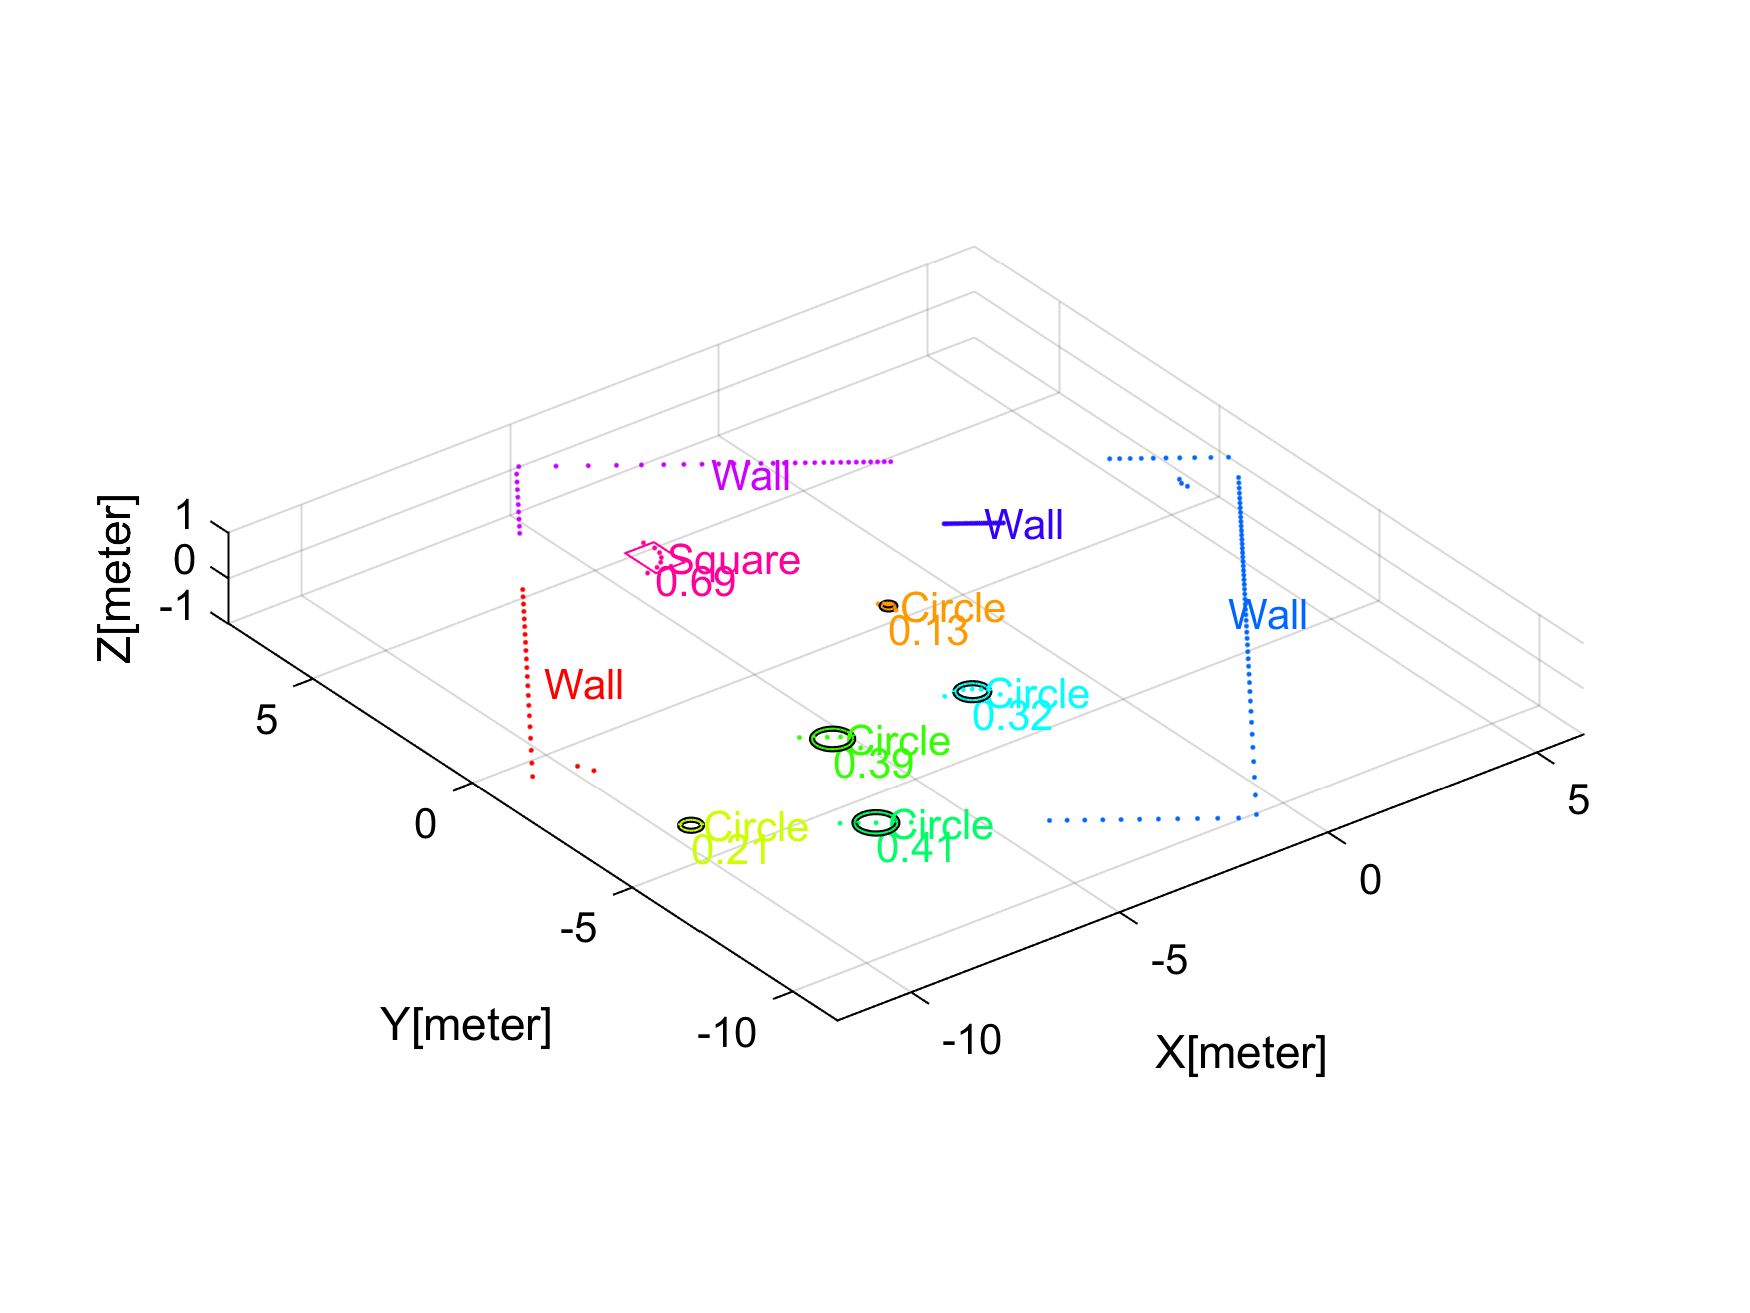 Wall
Wall
Square
0.69
Wall
Circle
0.13
Wall
Circle
0.32
Circle
0.39
Circle
0.21
Circle
0.41
1
0
-1
Z[meter]
5
0
-5
-10
Y[meter]
-10
-5
0
5
X[meter]